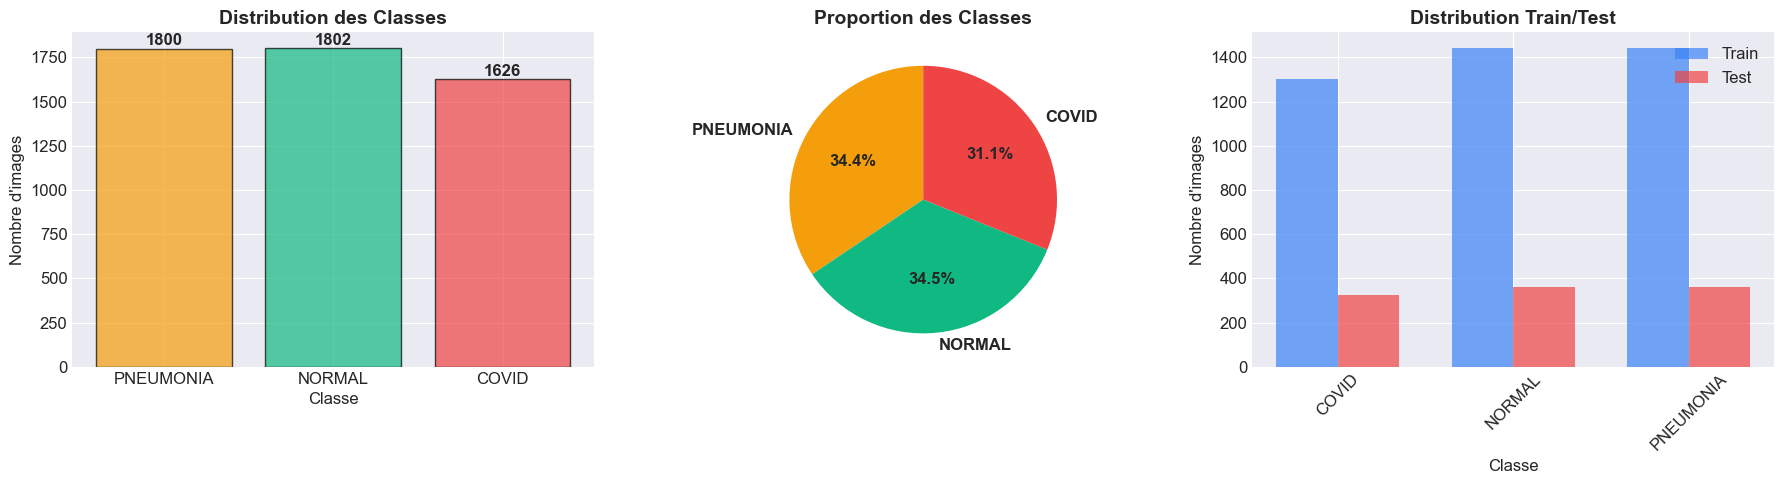 Distribution des Classes
1800
1802
1626
1750
1500
1250
1000
750
500
250
0
Nombre d'images
PNEUMONIA
NORMAL
COVID
Classe
Proportion des Classes
COVID
PNEUMONIA
31.1%
34.4%
34.5%
NORMAL
Distribution Train/Test
Train
Test
1400
1200
1000
800
600
400
200
0
Nombre d'images
COVID
NORMAL
PNEUMONIA
Classe